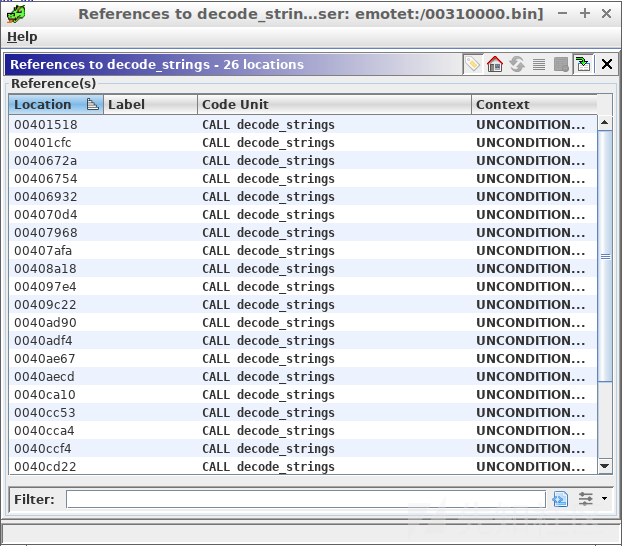 References to decode_strin...ser: emotet:/00310000.bin]
Help
References to decode_strings - 26 locations
Reference(s)
Location Label Code Unit Context
00401518 CALL decode_strings UNCONDITION...
00401cfc CALL decode_strings UNCONDITION...
0040672a CALL decode_strings UNCONDITION...
00406754 CALL decode_strings UNCONDITION...
00406932 CALL decode_strings UNCONDITION...
004070d4 CALL decode_strings UNCONDITION...
00407968 CALL decode_strings UNCONDITION...
00407afa CALL decode_strings UNCONDITION...
00408a18 CALL decode_strings UNCONDITION...
004097e4 CALL decode_strings UNCONDITION...
00409c22 CALL decode_strings UNCONDITION...
0040ad90 CALL decode_strings UNCONDITION...
0040adf4 CALL decode_strings UNCONDITION...
0040ae67 CALL decode_strings UNCONDITION...
0040aecd CALL decode_strings UNCONDITION...
0040ca10 CALL decode_strings UNCONDITION...
0040cc53 CALL decode_strings UNCONDITION...
0040cca4 CALL decode_strings UNCONDITION...
0040ccf4 CALL decode_strings UNCONDITION...
0040cd22 CALL decode_strings UNCONDITION...
Filter: